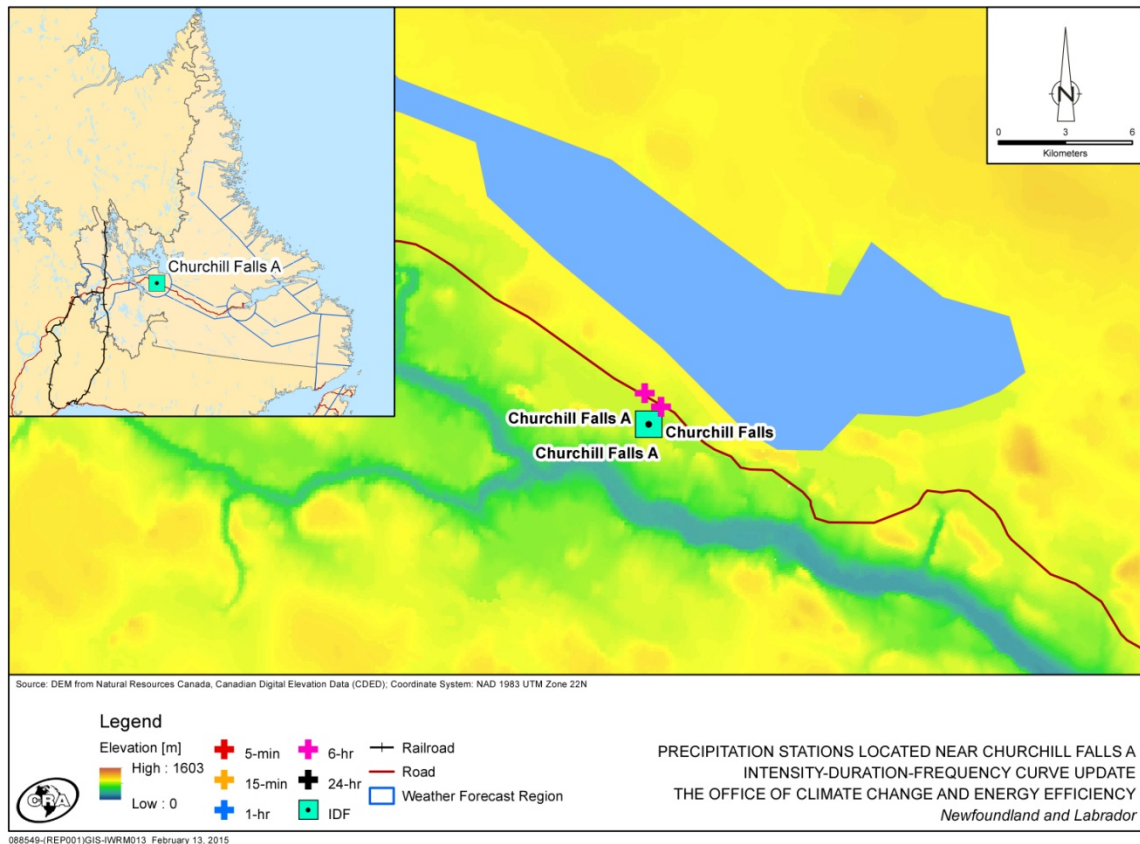 Churchill Falls A
N
0 3 6
Kilometers
Churchill Falls A
Churchill Falls
Churchill Falls A
Source: DEM from Natural Resources Canada, Canadian Digital Elevation Data (CDED); Coordinate System: NAD 1983 UTM Zone 22N
Legend
Elevation [m]
High : 1603
Low : 0
5-min
15-min
1-hr
6-hr
24-hr
IDF
Railroad
Road
Weather Forecast Region
CRA
PRECIPITATION STATIONS LOCATED NEAR CHURCHILL FALLS A
INTENSITY-DURATION-FREQUENCY CURVE UPDATE
THE OFFICE OF CLIMATE CHANGE AND ENERGY EFFICIENCY
Newfoundland and Labrador
088549-(REP001)GIS-IWRM013 February 13, 2015